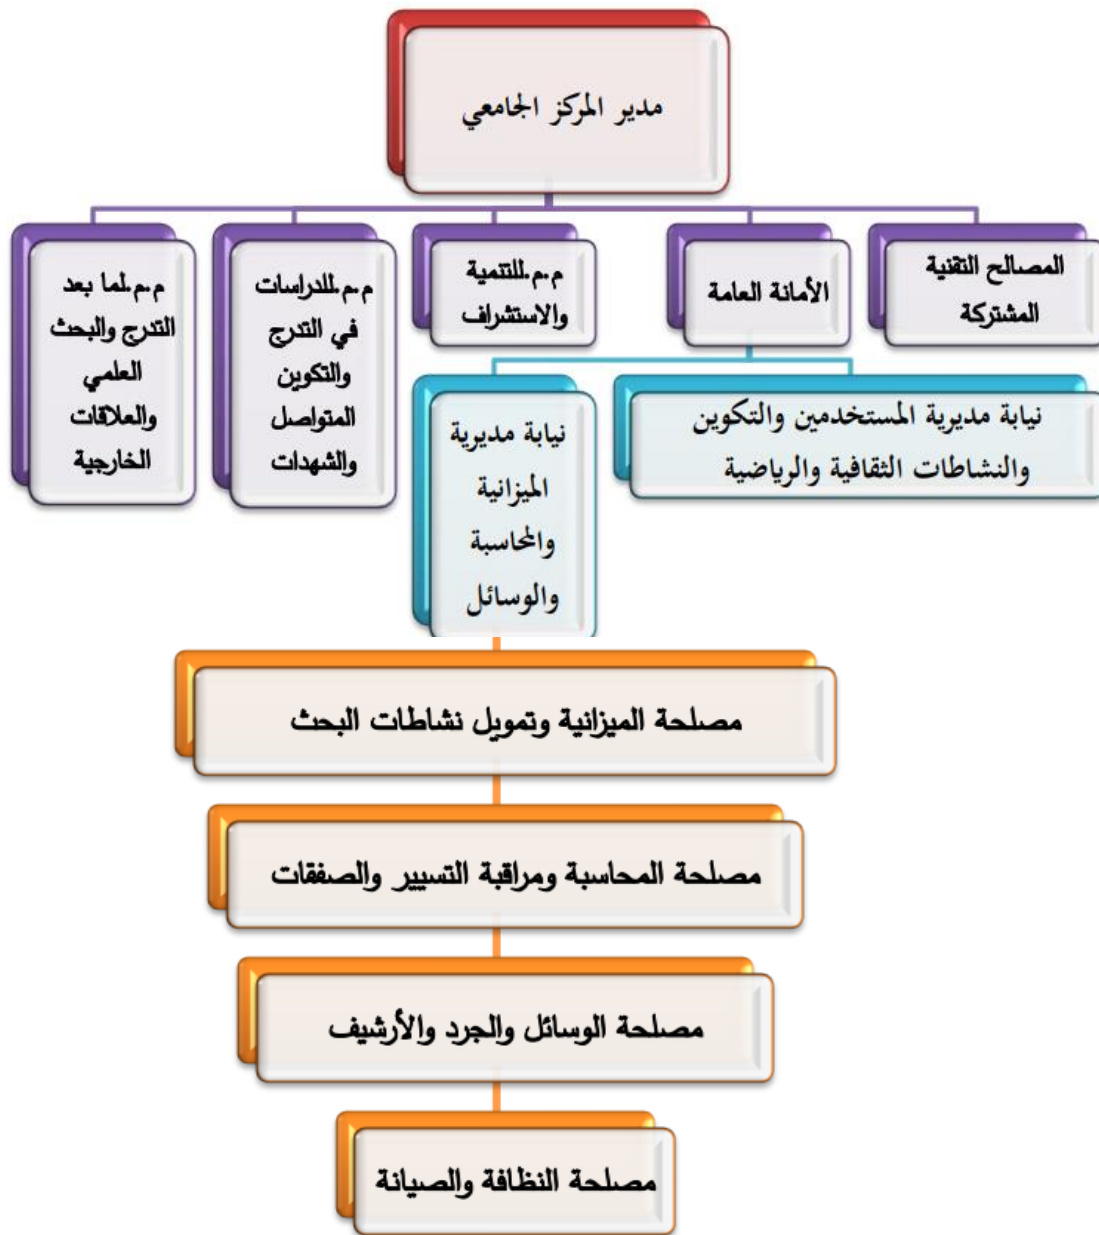 مدير المركز الجامعي
المصالح التقنية
المشتركة
الأمانة العامة
م.م.للتنمية
والاستشراف
م.م.للدراسات
في التدرج
والتكوين
المتواصل
والشهدات
م.م.لما بعد
التدرج والبحث
العلمي
والعلاقات
الخارجية
نيابة مديرية المستخدمين والتكوين
والنشاطات الثقافية والرياضية
نيابة مديرية
الميزانية
والمحاسبة
والوسائل
مصلحة الميزانية وتمويل نشاطات البحث
مصلحة المحاسبة ومراقبة التسيير والصفقات
مصلحة الوسائل والجرد والأرشيف
مصلحة النظافة والصيانة